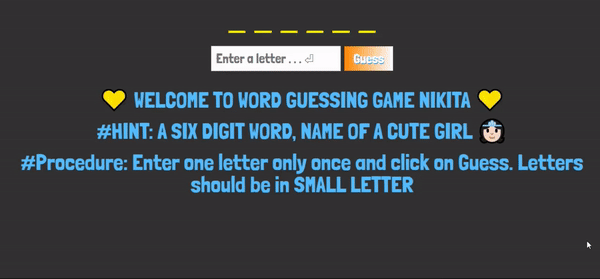 _ _ _ _ _ _
Enter a letter . . . ⏎
Guess
💛 WELCOME TO WORD GUESSING GAME NIKITA 💛
#HINT: A SIX DIGIT WORD, NAME OF A CUTE GIRL 👸🏻
#Procedure: Enter one letter only once and click on Guess. Letters
should be in SMALL LETTER